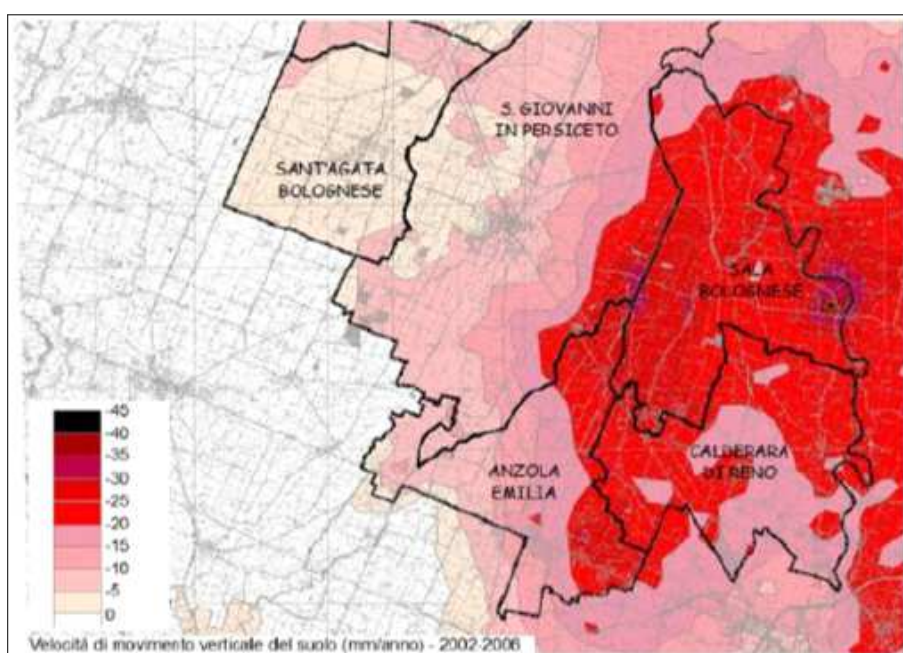 S. GIOVANNI
IN PERSICETO
SANT'AGATA
BOLOGNESE
SALA
BOLOGNESE
CALDERARA
DI RENO
ANZOLA
EMILIA
-45
-40
-35
-30
-25
-20
-15
-10
-5
0
Velocità di movimento verticale del suolo (mm/anno) - 2002-2006